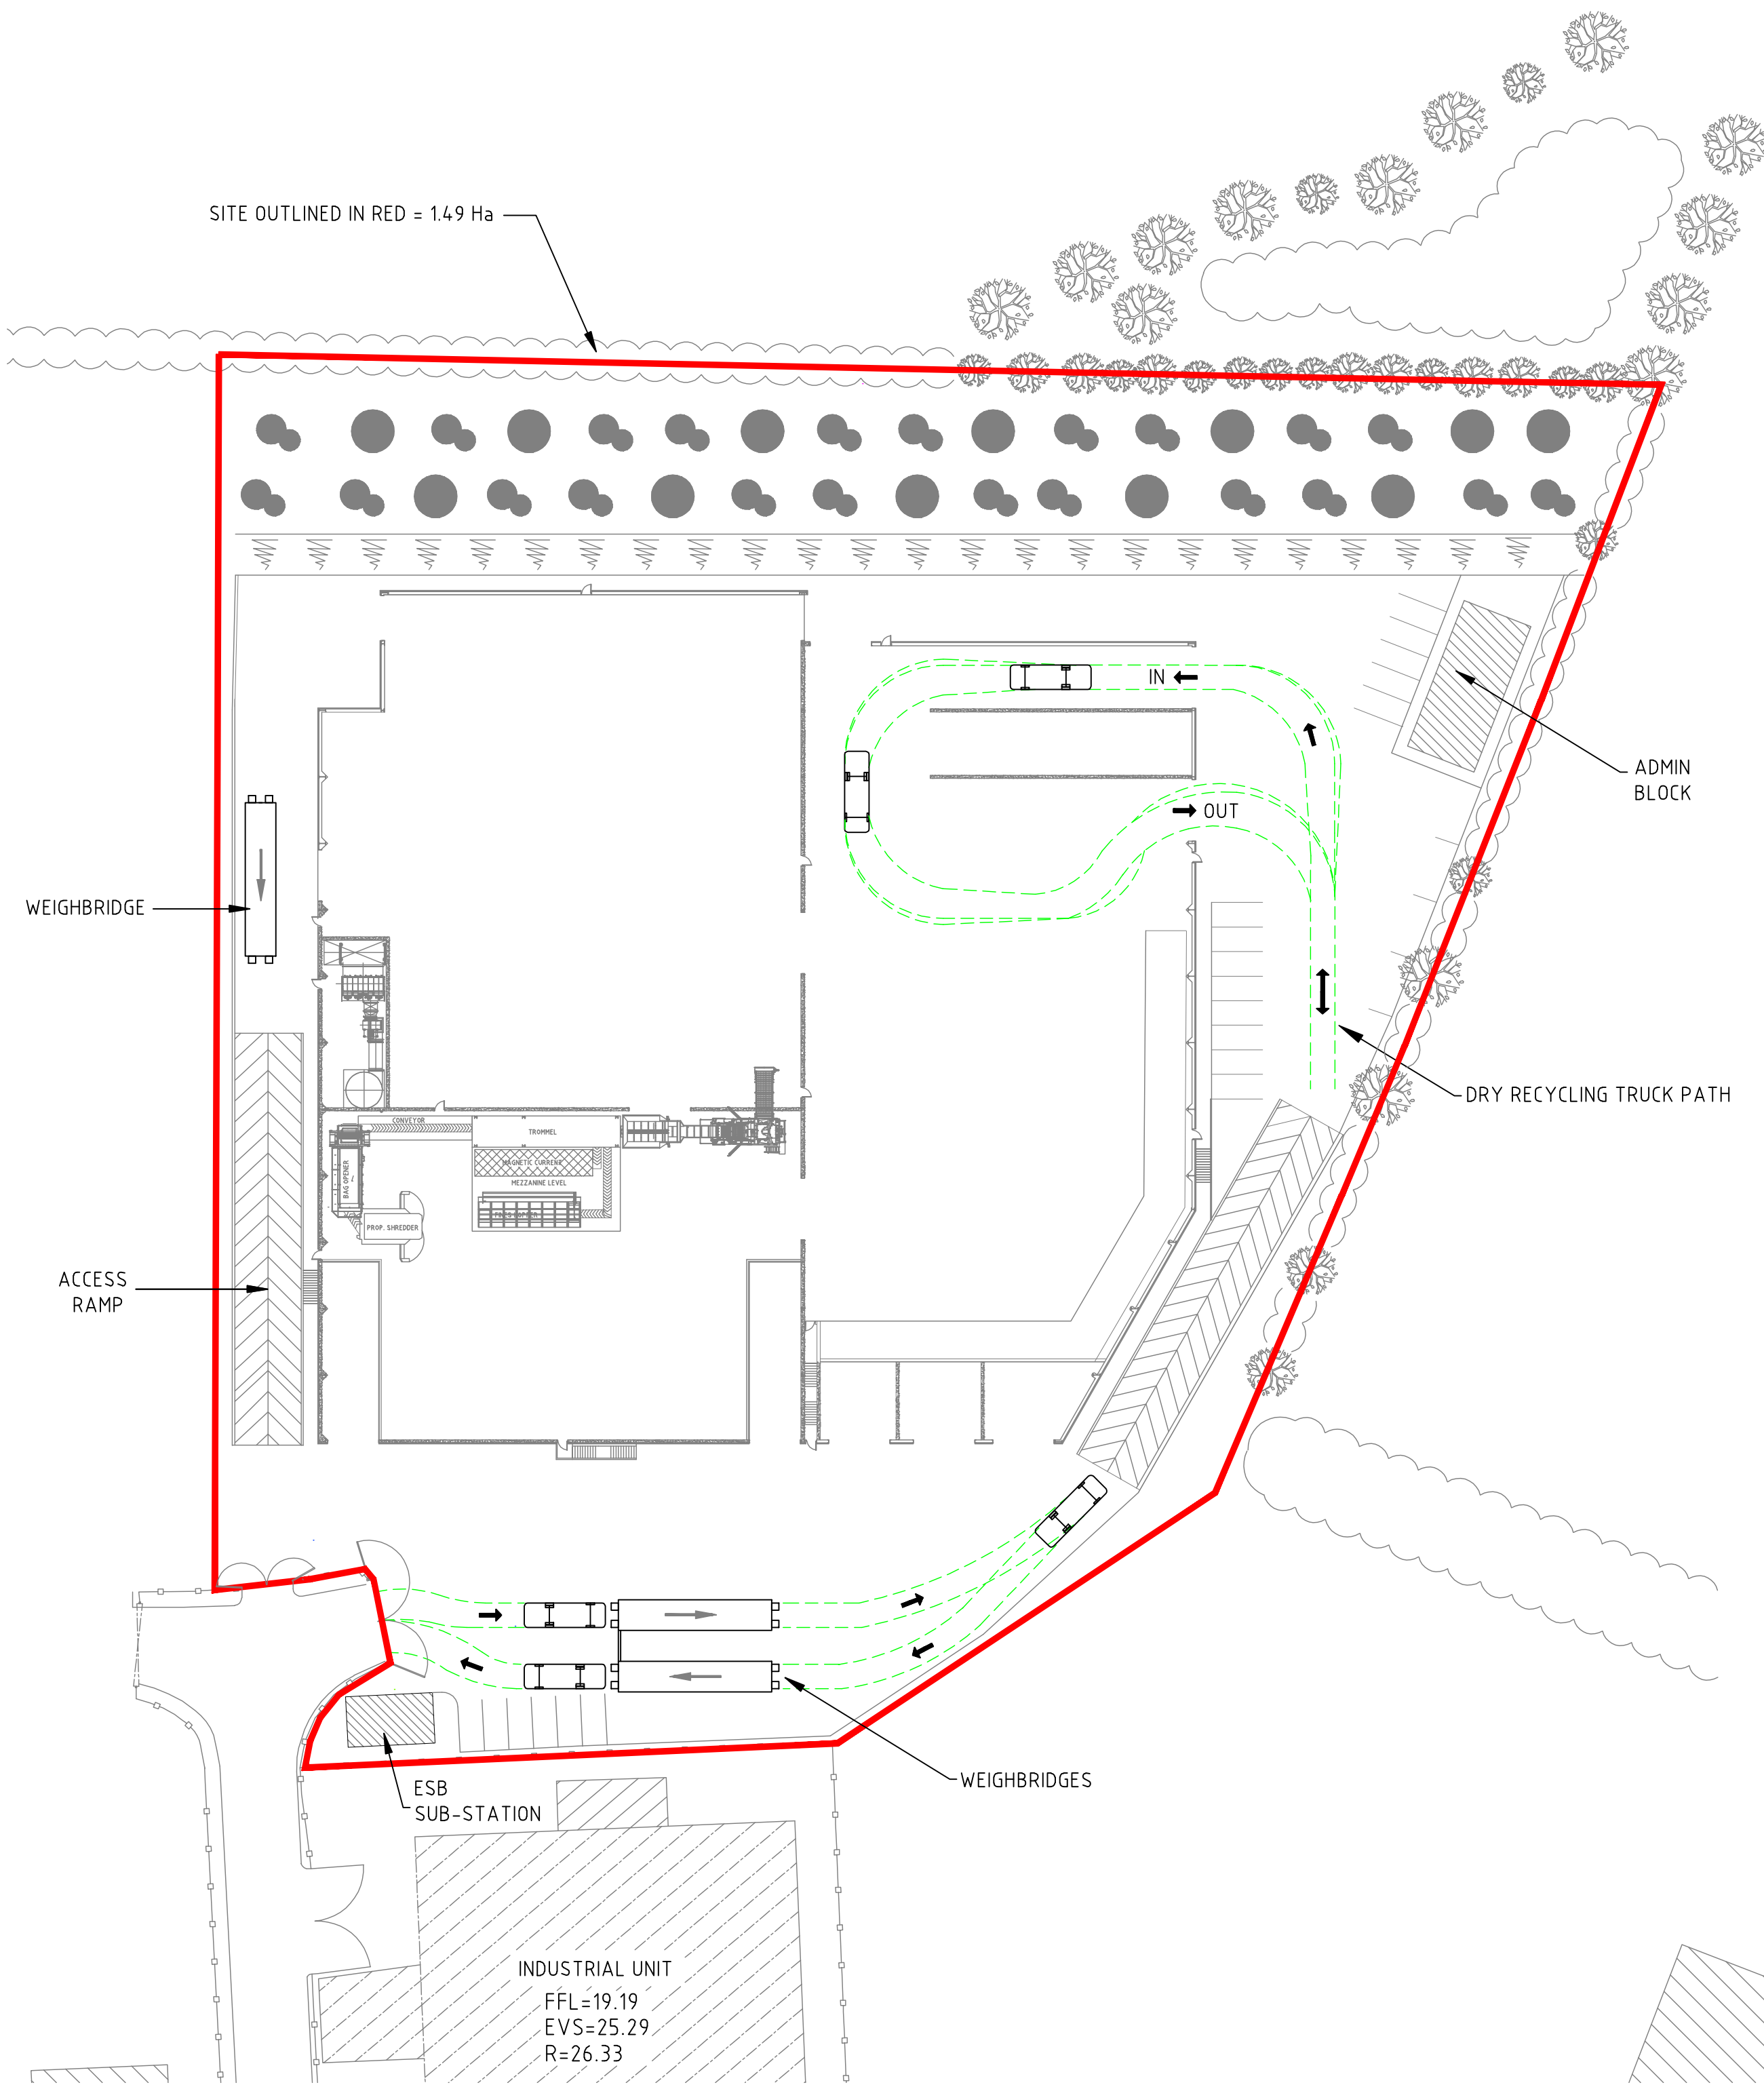 SITE OUTLINED IN RED = 1.49 Ha
IN
ADMIN
BLOCK
OUT
WEIGHBRIDGE
DRY RECYCLING TRUCK PATH
CONVEYOR
TROMMEL
MAGNETIC CURRENT
MEZZANINE LEVEL
BAG OPENER
PROP. SHREDDER
ACCESS
RAMP
WEIGHBRIDGES
ESB
SUB-STATION
INDUSTRIAL UNIT
FFL=19.19
EVS=25.29
R=26.33